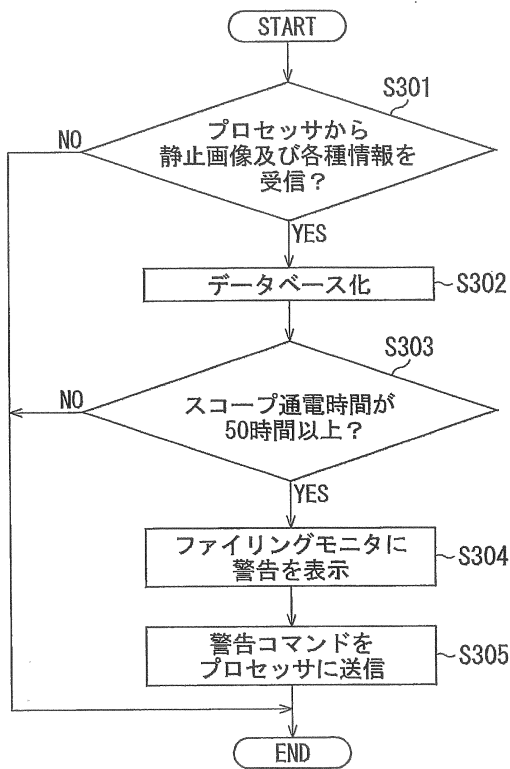 START
S301
プロセッサから
静止画像及び各種情報を
受信？
NO
YES
データベース化
S302
S303
スコープ通電時間が
50時間以上？
NO
YES
ファイリングモニタに
警告を表示
S304
警告コマンドを
プロセッサに送信
S305
END